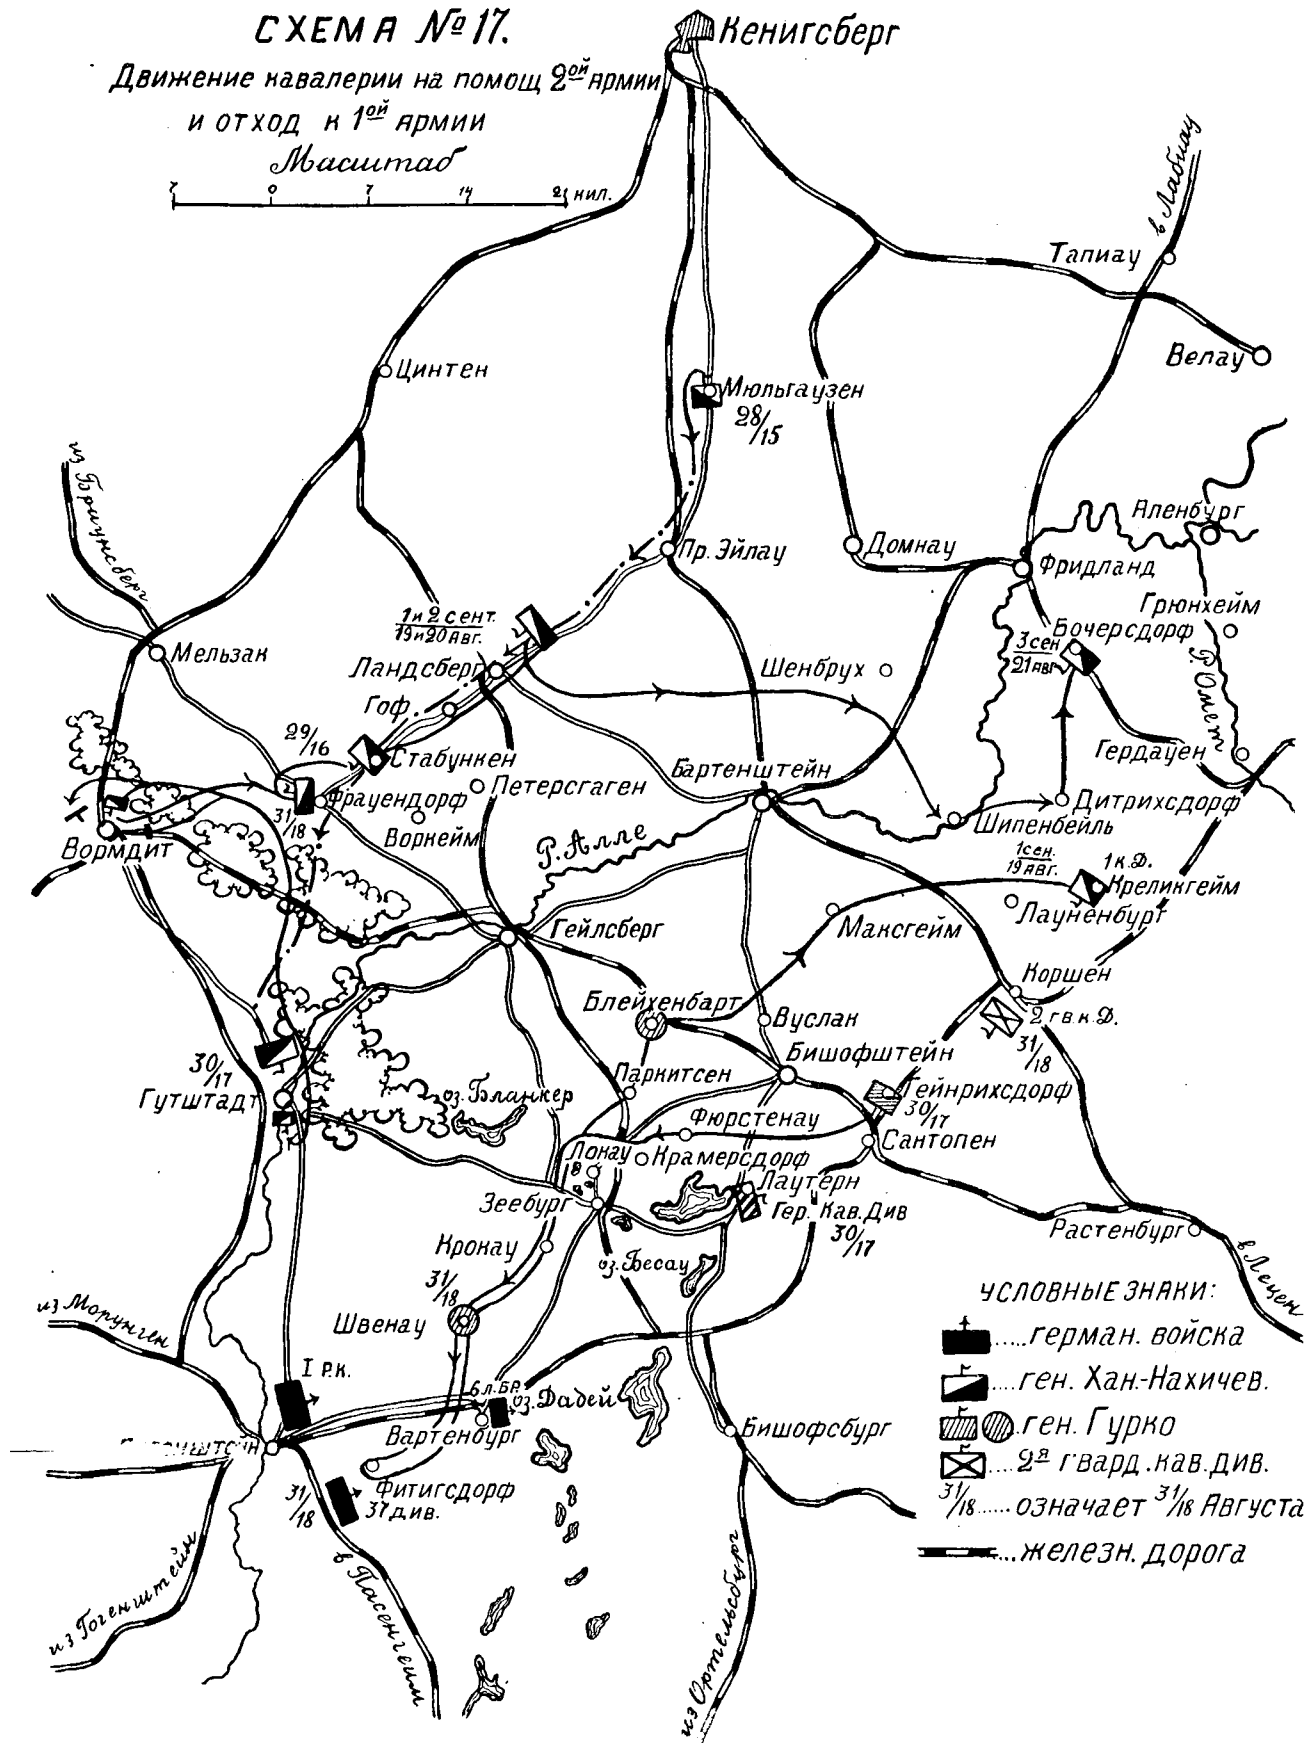 СХЕМА № 17.
Движение кавалерии на помощ 2ой армии
и отход к 1ой армии
Масштаб
7 0 7 14 21 кил.
Кенигсберг
в Лабиау
Тапиау
Велау
Цинтен
Мюльгаузен
28/15
из Браунсберг
Аленбург
Пр. Эйлау
Домнау
Фридланд
Грюнхейм
1 и 2 сент.
19 и 20 Авг.
Бочерсдорф
3 сен
21 авг
Мельзак
Ландсберг
Шенбрух
Р. Омет
Гоф
29/16
Стабункен
Гердауен
Бартенштейн
Петерсгаген
Фрауендорф
31/18
Дитрихсдорф
Шипенбейль
Воркейм
Вормдит
Р. Алле
1 сен.
19 авг.
1 к. Д.
Креликгейм
Лауненбург
Гейлсберг
Максгейм
Коршен
Блейхенбарт
Вуслак
2. гв. к. Д.
31/18
Бишофштейн
30/17
Гутштадт
Паркитсен
оз. Бланкер
Гейнрихсдорф
30/17
Фюрстенау
Сантопен
Локау
Крамерсдорф
Лаутерн
Зеебург
Гер. Кав. Див
30/17
Растенбург
в Лецен
Крокау
оз. Бесау
31/18
Швенау
из Морунген
I Р.К.
6 л. БР.
оз. Дадей
Вартенбург
Бишофсбург
Фитигсдорф
37 див.
31/18
из Гогенштейн
в Пасенгейм
из Ортельсбург
УСЛОВНЫЕ ЗНАКИ:
.....герман. войска
....ген. Хан.-Нахичев.
.ген. Гурко
....2я гвард. кав. див.
31/18 ..... означает 31/18 Августа
...железн. дорога